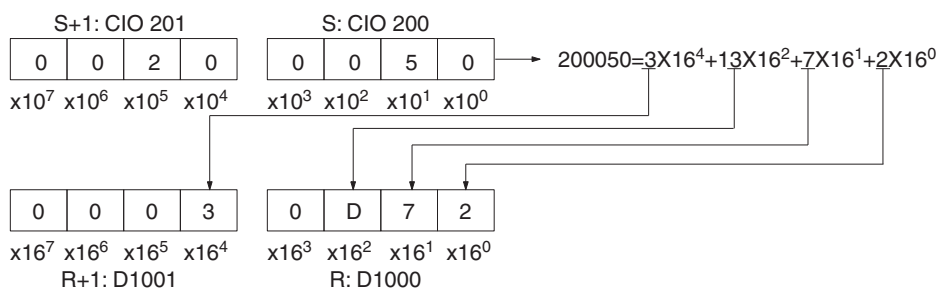 S+1: CIO 201 S: CIO 200
0 0 2 0 0 0 5 0 200050=3X16⁴+13X16²+7X16¹+2X16⁰
x10⁷ x10⁶ x10⁵ x10⁴ x10³ x10² x10¹ x10⁰
0 0 0 3 0 D 7 2
x16⁷ x16⁶ x16⁵ x16⁴ x16³ x16² x16¹ x16⁰
R+1: D1001 R: D1000